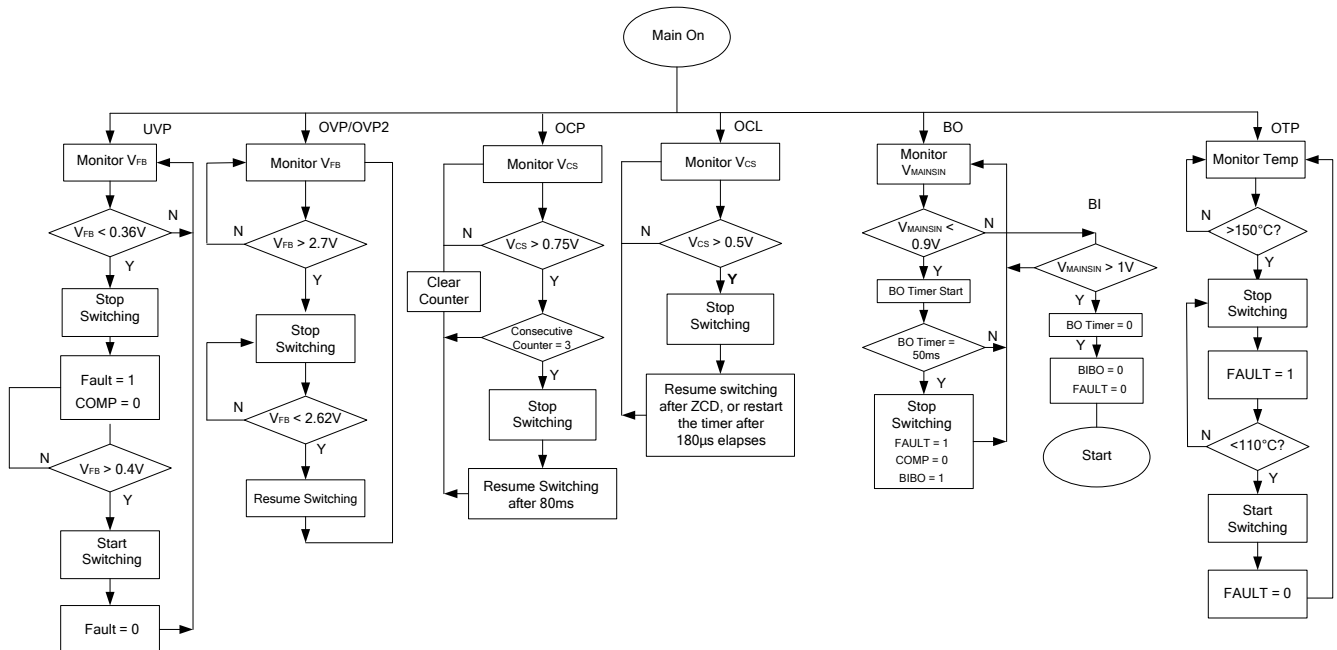 Main On
UVP
Monitor VFB
VFB < 0.36V
N
Y
Stop
Switching
Fault = 1
COMP = 0
N
VFB > 0.4V
Y
Start
Switching
Fault = 0
OVP/OVP2
Monitor VFB
N
VFB > 2.7V
Y
Stop
Switching
N
VFB < 2.62V
Y
Resume Switching
OCP
Monitor VCS
N
VCS > 0.75V
Y
Clear
Counter
Consecutive
Counter = 3
Y
Stop
Switching
Resume Switching
after 80ms
OCL
Monitor VCS
N
VCS > 0.5V
Y
Stop
Switching
Resume switching
after ZCD, or restart
the timer after
180µs elapses
BO
Monitor
VMAINSIN
VMAINSIN <
0.9V
N
Y
BO Timer Start
BO Timer =
50ms
N
Y
Stop
Switching
FAULT = 1
COMP = 0
BIBO = 1
BI
VMAINSIN > 1V
Y
BO Timer = 0
Y
BIBO = 0
FAULT = 0
Start
OTP
Monitor Temp
N
>150°C?
Y
Stop
Switching
FAULT = 1
N
<110°C?
Y
Start
Switching
FAULT = 0